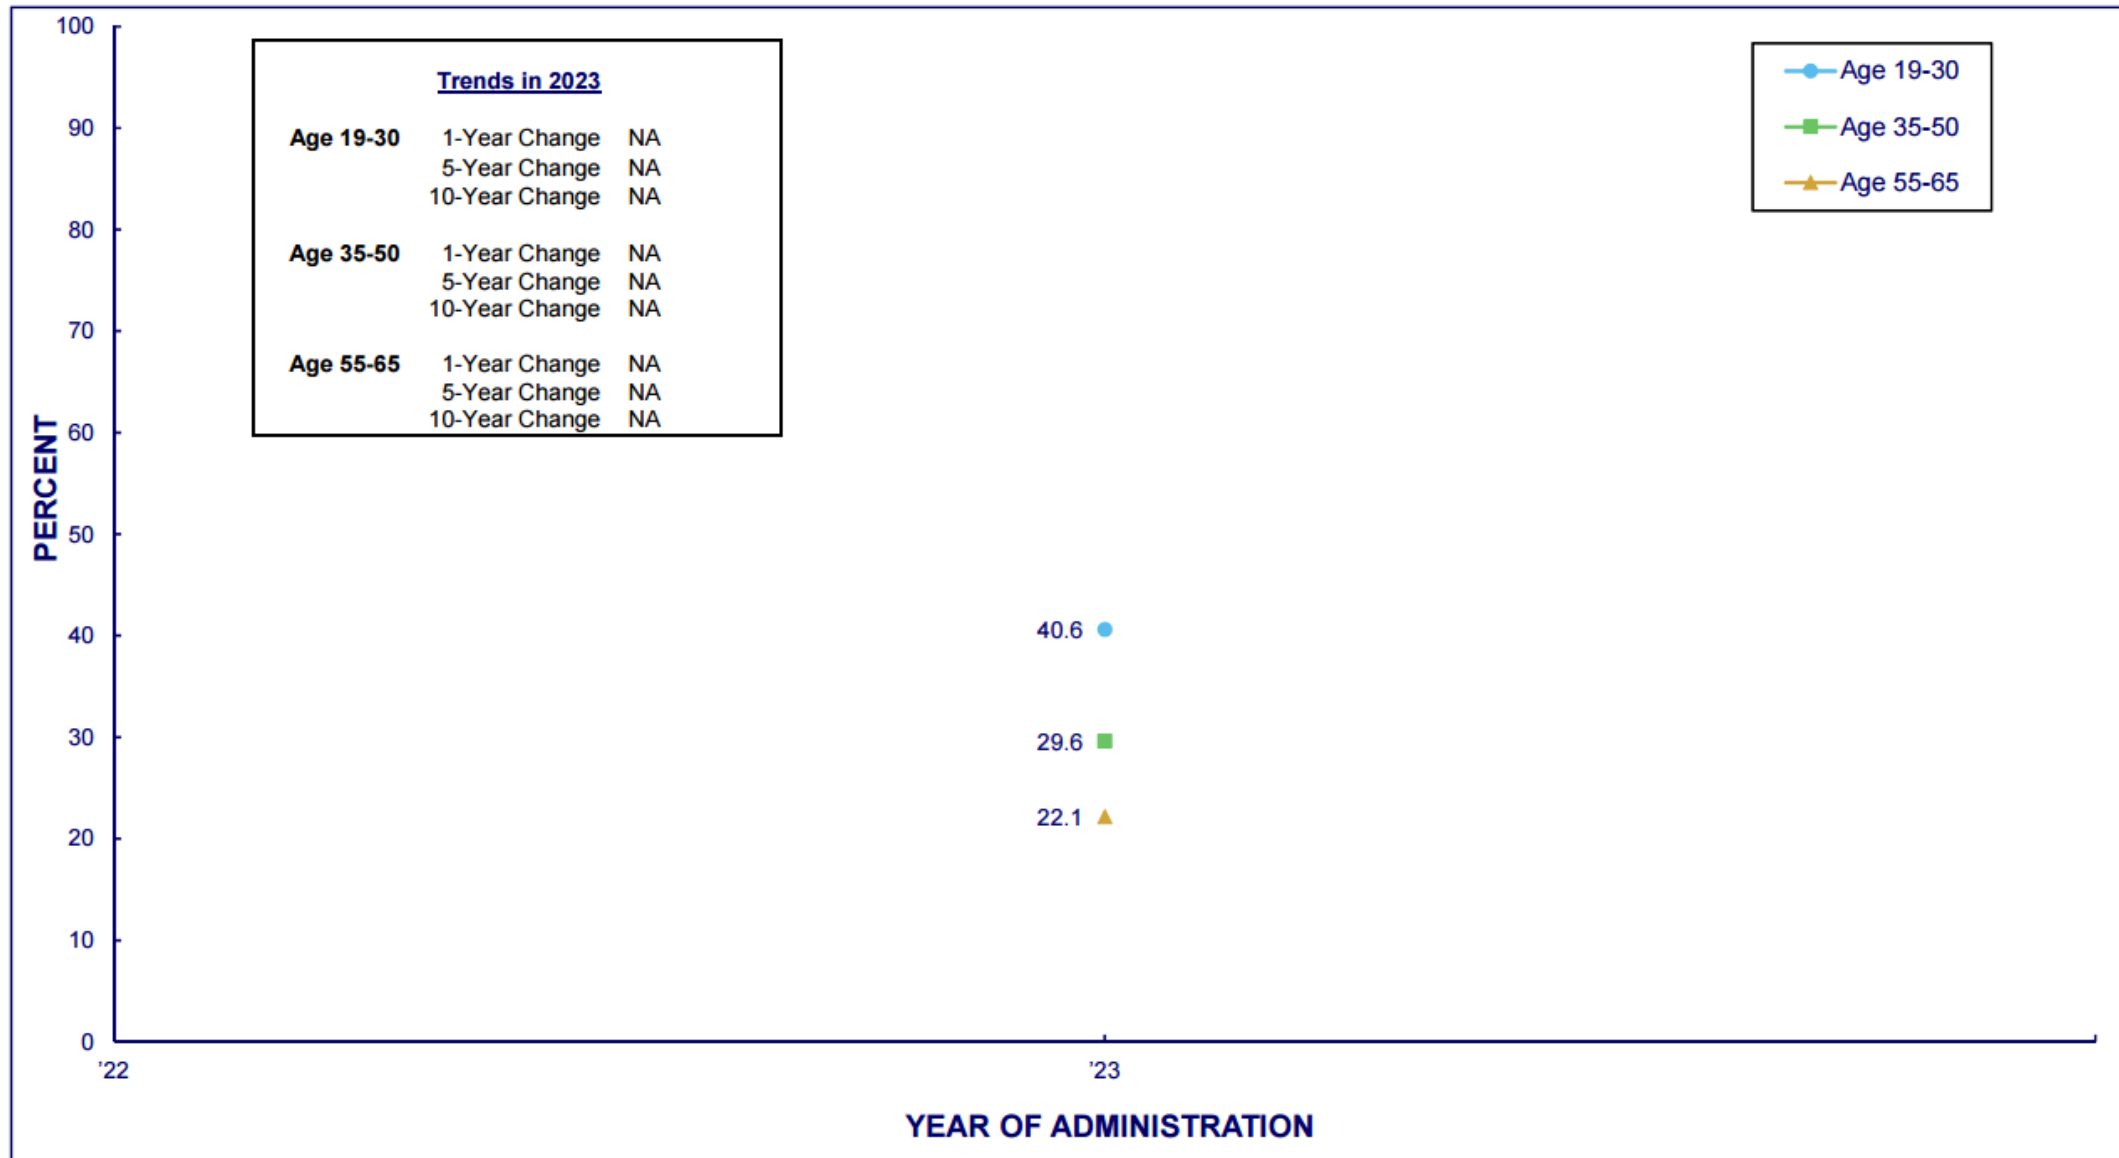 100
90
80
70
60
50
40
30
20
10
0
PERCENT
Trends in 2023
Age 19-30 1-Year Change NA
5-Year Change NA
10-Year Change NA
Age 35-50 1-Year Change NA
5-Year Change NA
10-Year Change NA
Age 55-65 1-Year Change NA
5-Year Change NA
10-Year Change NA
Age 19-30
Age 35-50
Age 55-65
40.6
29.6
22.1
’22 ’23
YEAR OF ADMINISTRATION